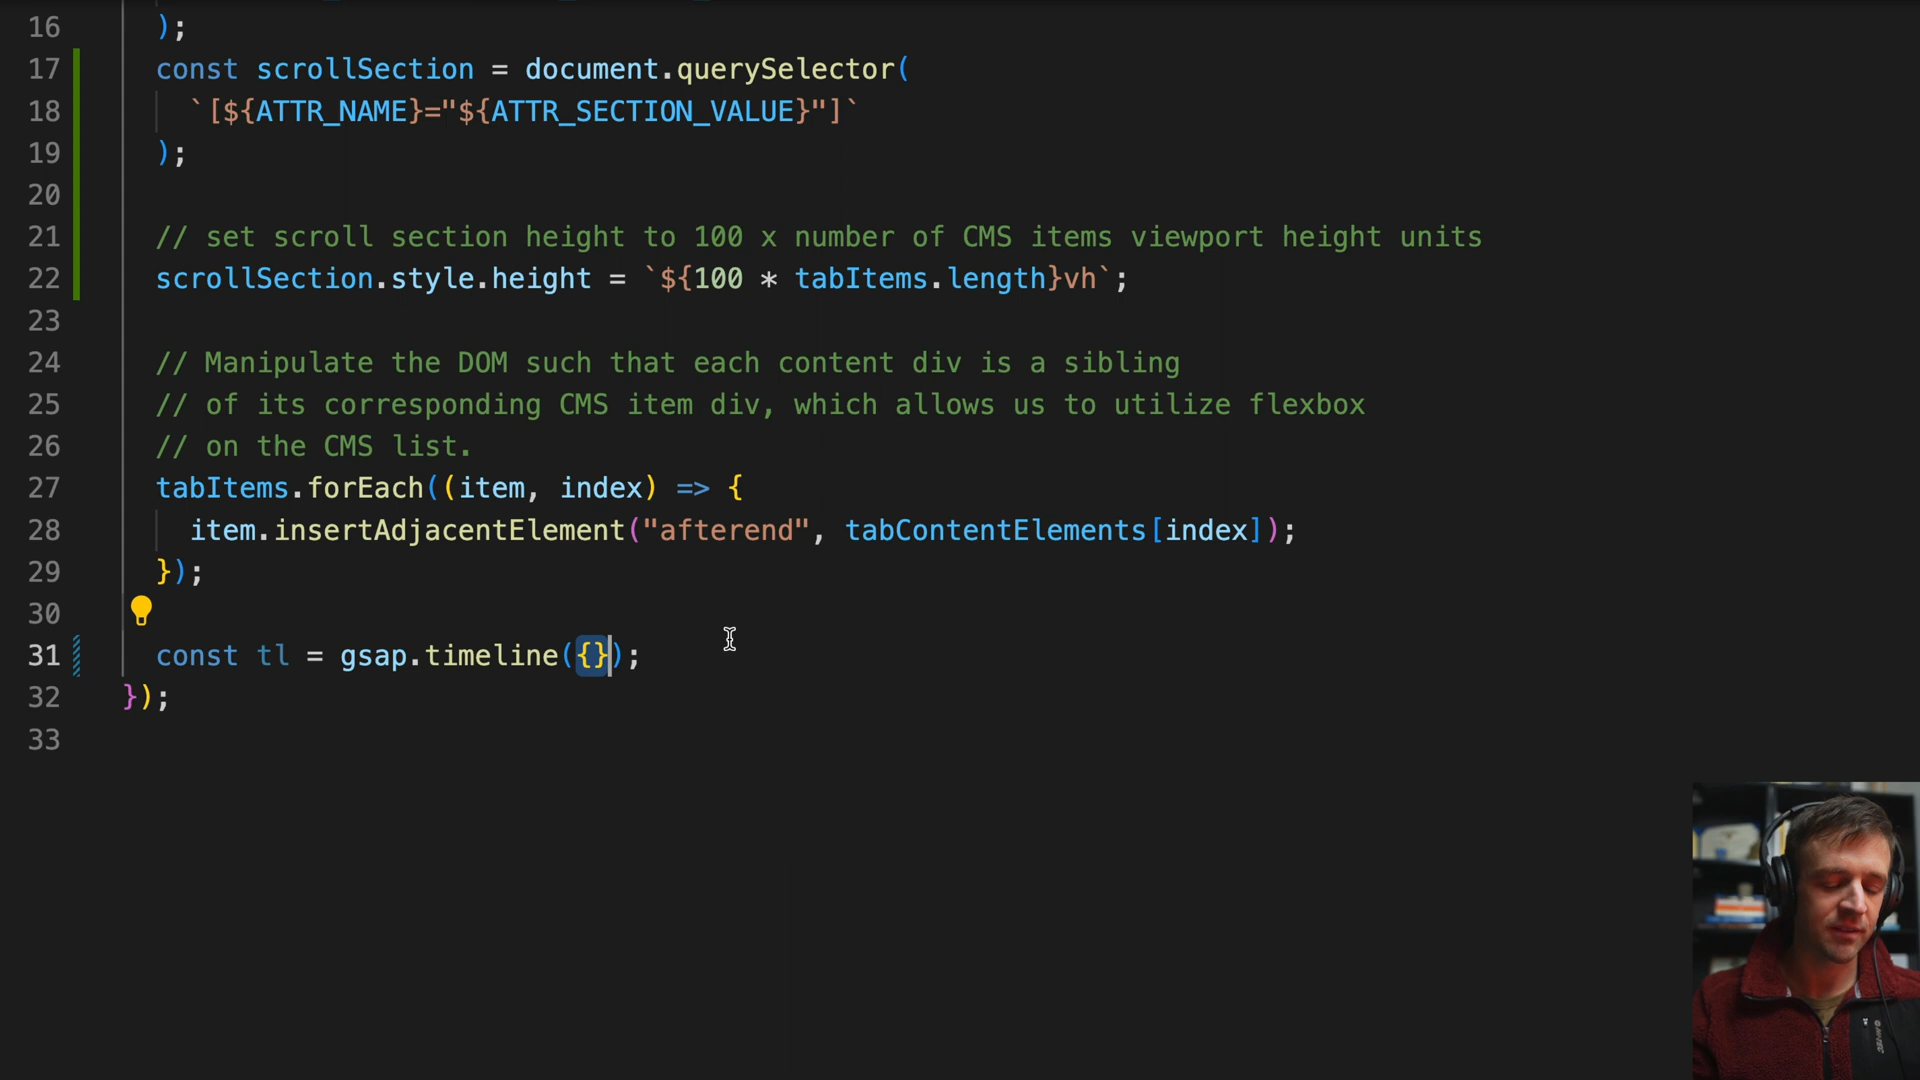 16 );
17 const scrollSection = document.querySelector(
18 `[${ATTR_NAME}="${ATTR_SECTION_VALUE}"]`
19 );
20
21 // set scroll section height to 100 x number of CMS items viewport height units
22 scrollSection.style.height = `${100 * tabItems.length}vh`;
23
24 // Manipulate the DOM such that each content div is a sibling
25 // of its corresponding CMS item div, which allows us to utilize flexbox
26 // on the CMS list.
27 tabItems.forEach((item, index) => {
28 item.insertAdjacentElement("afterend", tabContentElements[index]);
29 });
30
31 const tl = gsap.timeline({});
32 });
33